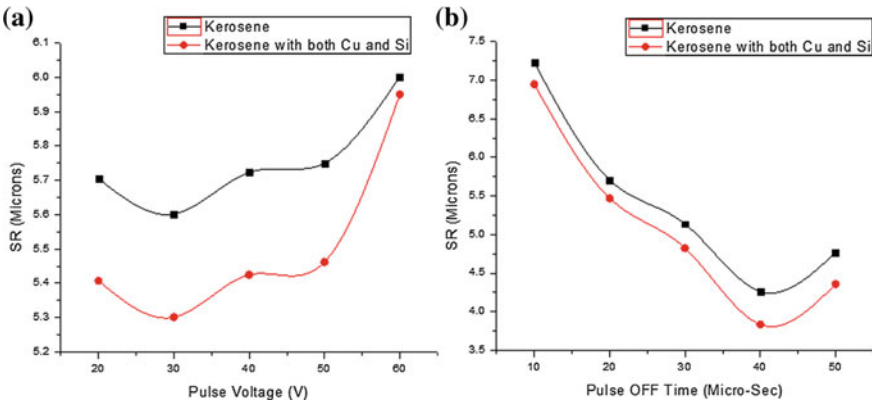 (a)
Kerosene
Kerosene with both Cu and Si
6.1
6.0
5.9
5.8
5.7
5.6
5.5
5.4
5.3
5.2
SR (Microns)
20 30 40 50 60
Pulse Voltage (V)
(b)
Kerosene
Kerosene with both Cu and Si
7.5
7.0
6.5
6.0
5.5
5.0
4.5
4.0
3.5
SR (Microns)
10 20 30 40 50
Pulse OFF Time (Micro-Sec)